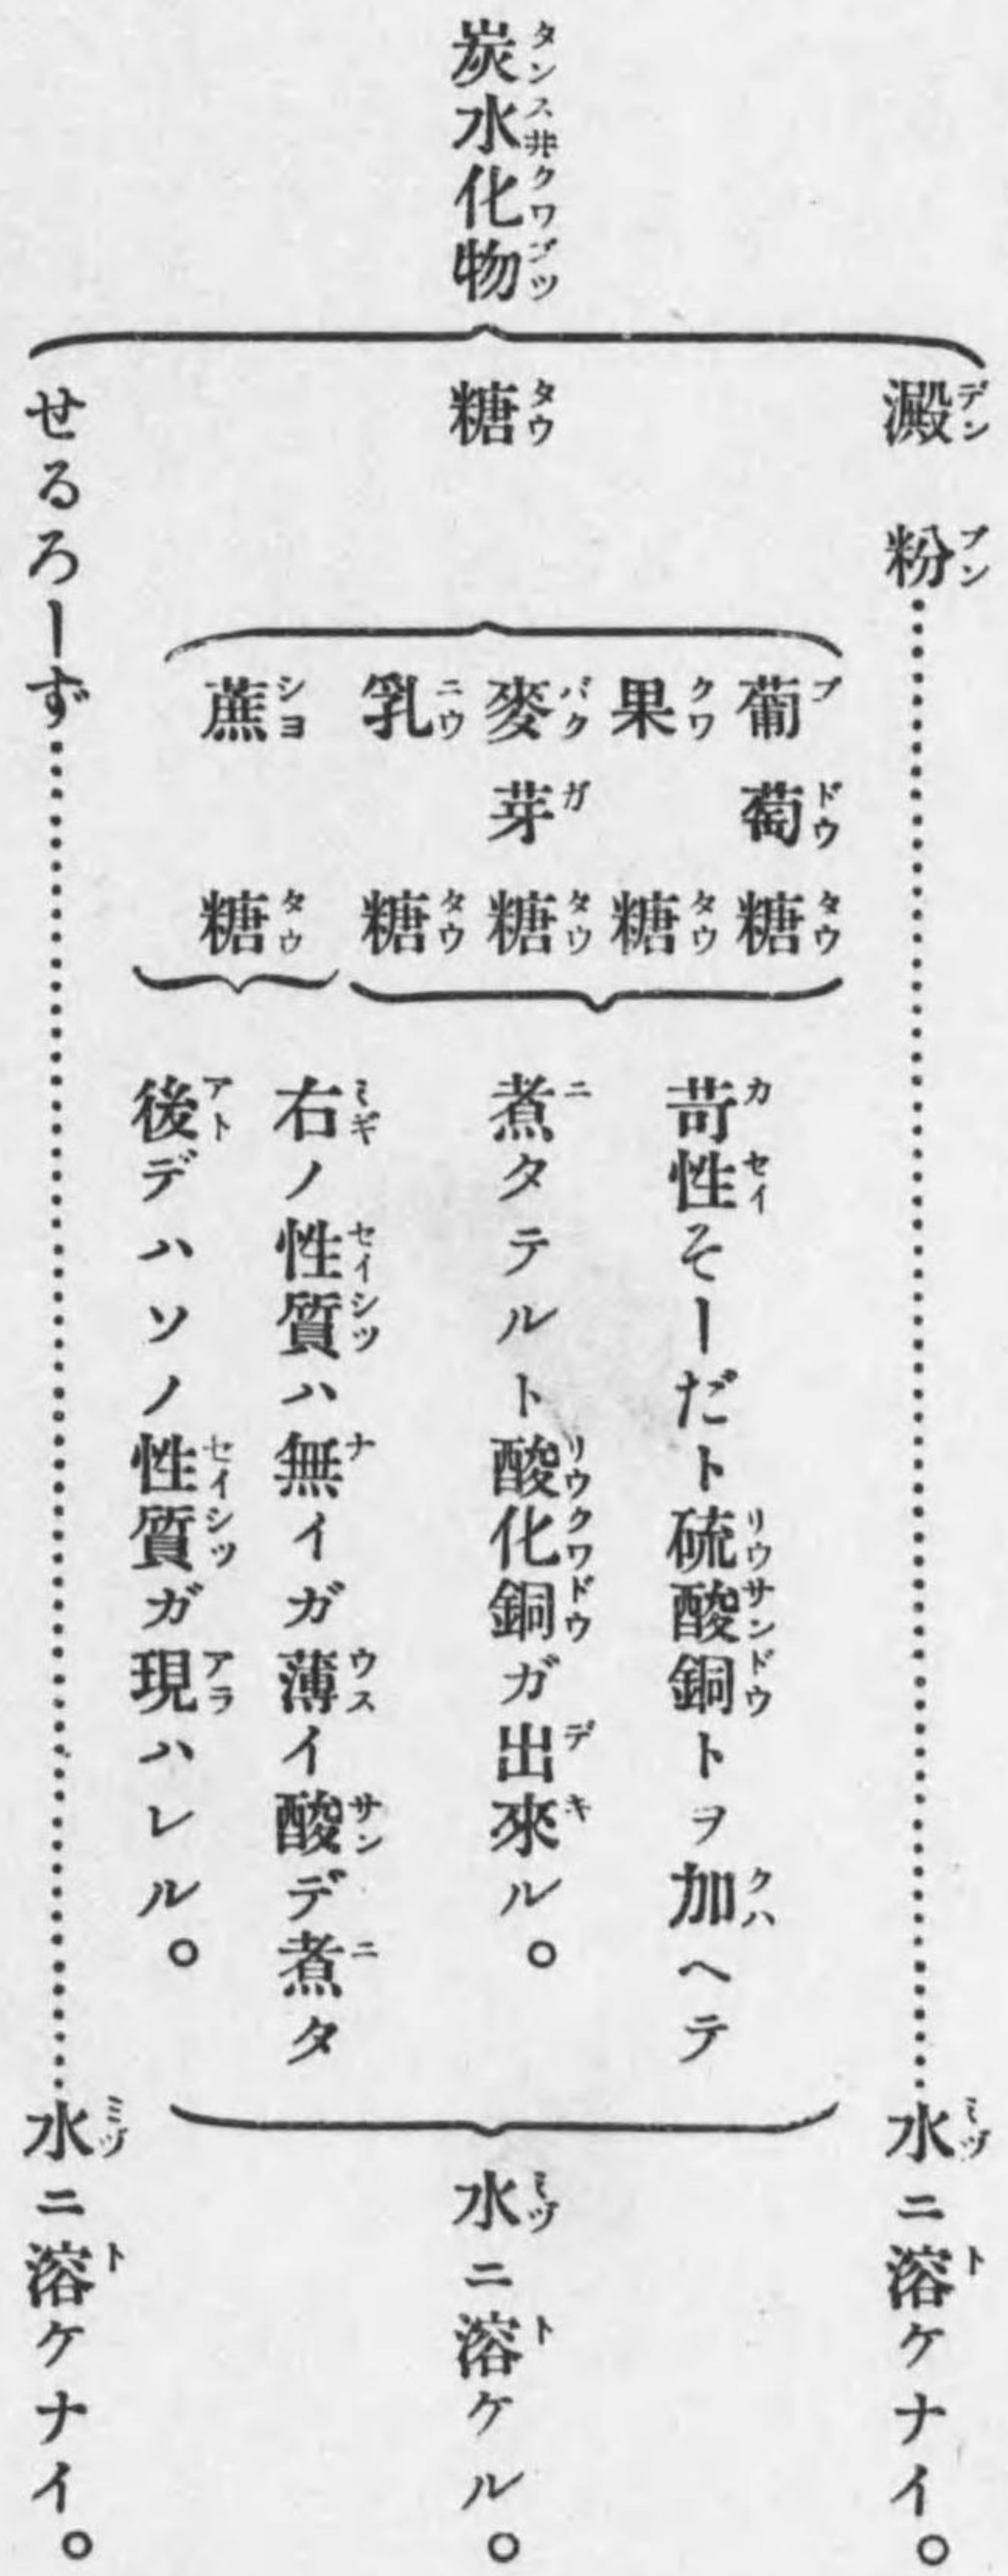 炭水化物
澱粉……水ニ溶ケナイ。
糖
葡萄糖
果糖
麥芽糖
乳糖
苛性そーだト硫酸銅トヲ加ヘテ
煮タテルト酸化銅ガ出來ル。
蔗糖
右ノ性質ハ無イガ薄イ酸デ煮タ
後デハソノ性質ガ現ハレル。
水ニ溶ケル。
せるろーず……水ニ溶ケナイ。